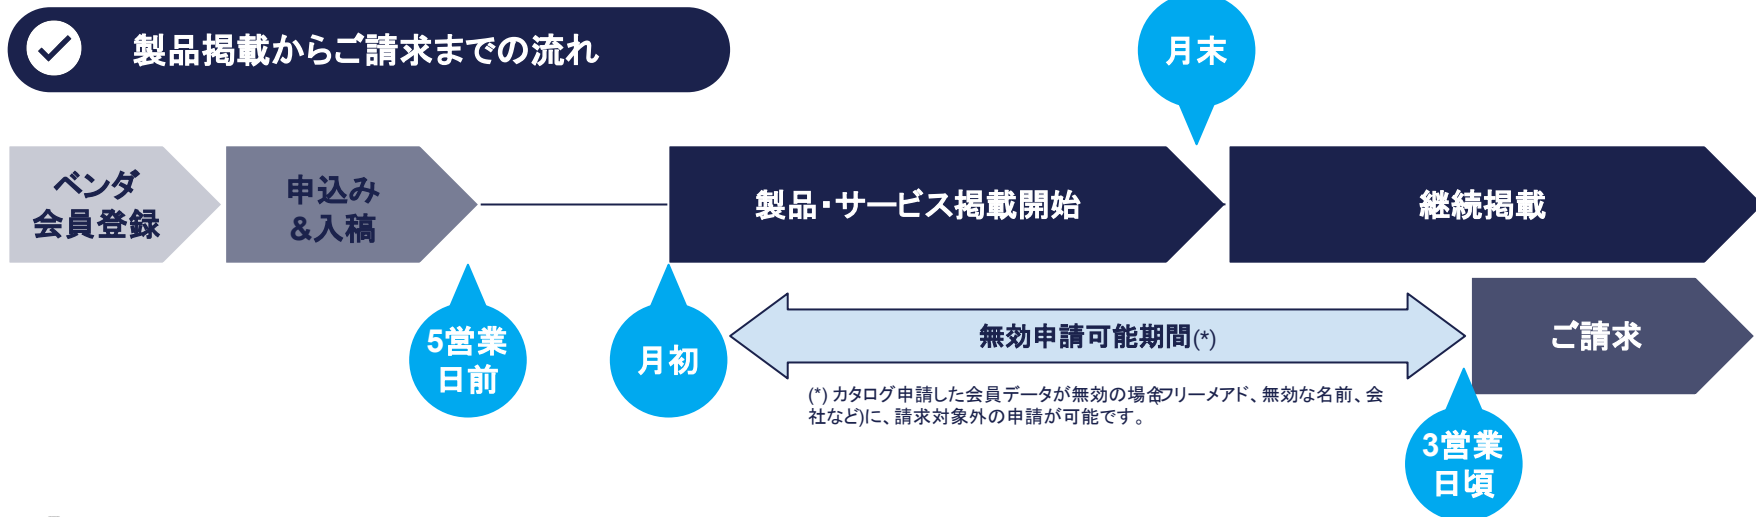 製品掲載からご請求までの流れ
月末
ベンダ
会員登録
申込み
&入稿
製品・サービス掲載開始
継続掲載
5営業
日前
月初
無効申請可能期間(*)
ご請求
(*) カタログ申請した会員データが無効の場合(フリーメアド、無効な名前、会
社など)に、請求対象外の申請が可能です。
3営業
日頃